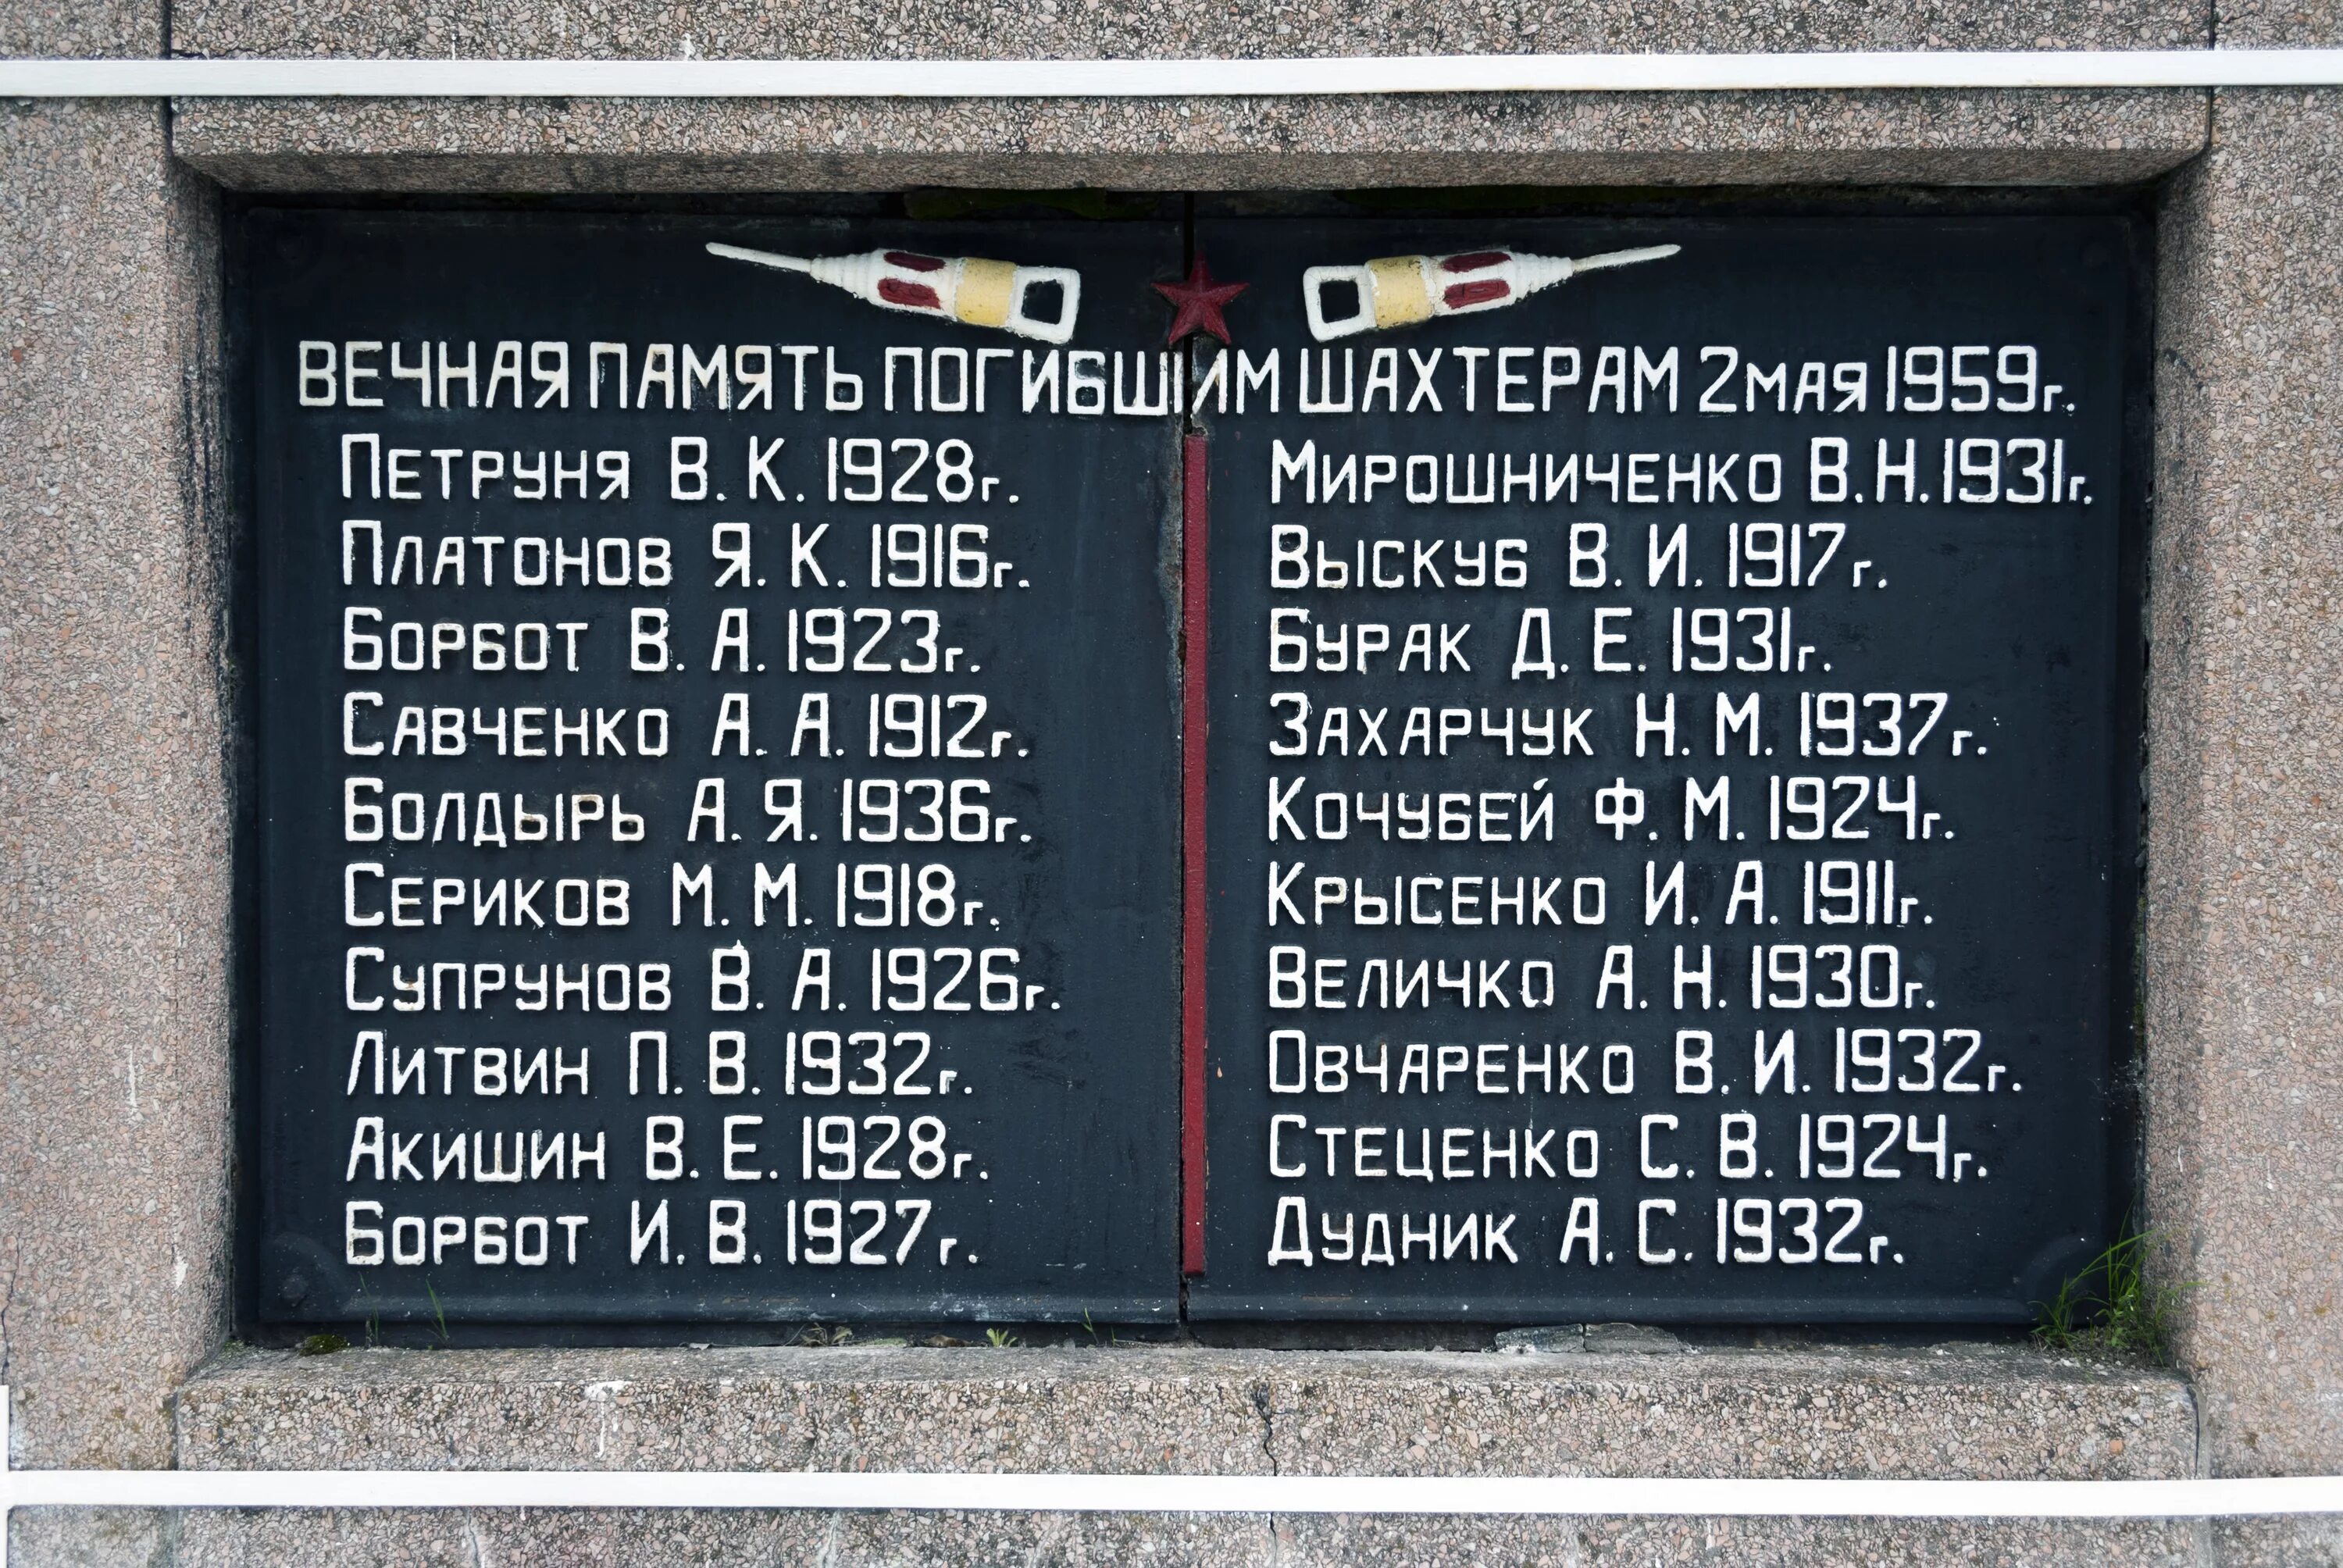 ВЕЧНАЯ ПАМЯТЬ ПОГИБШИМ ШАХТЕРАМ 2 МАЯ 1959г.
ПЕТРУНЯ В. К. 1928г.
ПЛАТОНОВ Я. К. 1916г.
БОРБОТ В. А. 1923г.
САВЧЕНКО А. А. 1912г.
БОЛДЫРЬ А. Я. 1936г.
СЕРИКОВ М. М. 1918г.
СУПРУНОВ В. А. 1926г.
ЛИТВИН П. В. 1932г.
АКИШИН В. Е. 1928г.
БОРБОТ И. В. 1927г.
МИРОШНИЧЕНКО В. Н. 1931г.
ВЫСКУБ В. И. 1917г.
БУРАК Д. Е. 1931г.
ЗАХАРЧУК Н. М. 1937г.
КОЧУБЕЙ Ф. М. 1924г.
КРЫСЕНКО И. А. 1911г.
ВЕЛИЧКО А. Н. 1930г.
ОВЧАРЕНКО В. И. 1932г.
СТЕЦЕНКО С. В. 1924г.
ДУДНИК А. С. 1932г.